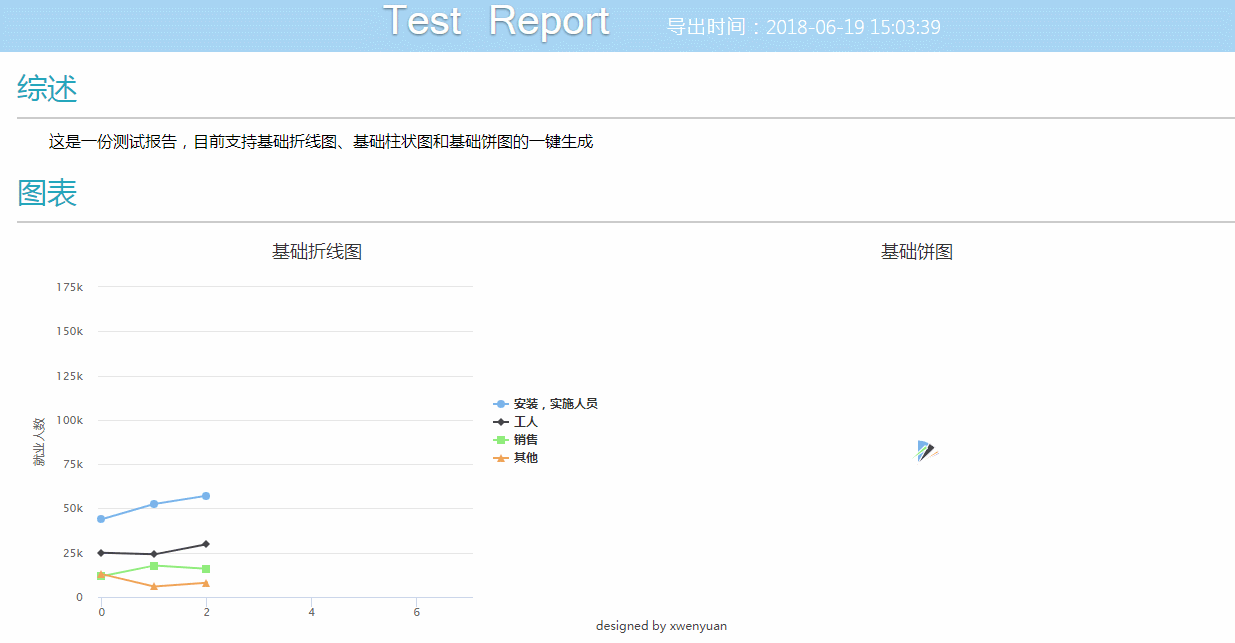 Test Report
导出时间：2018-06-19 15:03:39
综述
这是一份测试报告，目前支持基础折线图、基础柱状图和基础饼图的一键生成
图表
基础折线图
175k
150k
125k
100k
75k
50k
25k
0
就业人数
0 2 4 6
安装，实施人员
工人
销售
其他
基础饼图
designed by xwenyuan